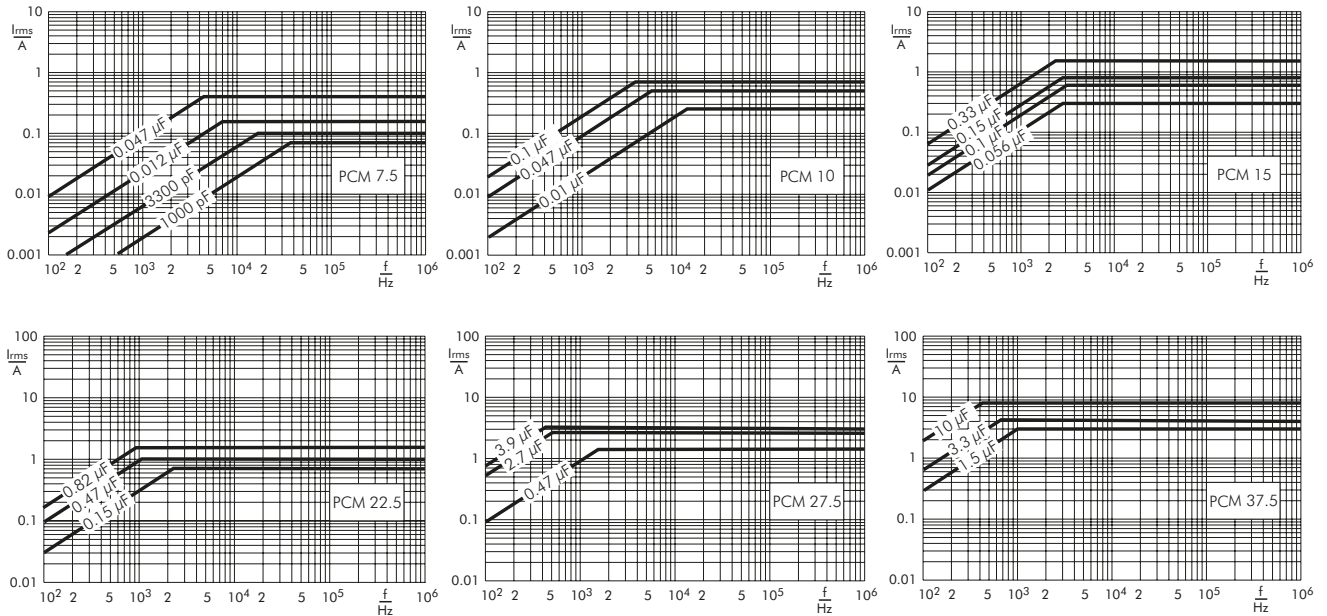 Irms
A
10
1
0.1
0.01
0.001
0.047 µF
0.012 µF
3300 pF
1000 pF
PCM 7.5
10² 2 5 10³ 2 5 10⁴ 2 5 10⁵ f/Hz 10⁶
Irms
A
10
1
0.1
0.01
0.001
0.1 µF
0.047 µF
0.01 µF
PCM 10
10² 2 5 10³ 2 5 10⁴ 2 5 10⁵ f/Hz 10⁶
Irms
A
10
1
0.1
0.01
0.001
0.33 µF
0.15 µF
0.1 µF
0.056 µF
PCM 15
10² 2 5 10³ 2 5 10⁴ 2 5 10⁵ 2 f/Hz 10⁶
Irms
A
100
10
1
0.1
0.01
0.82 µF
0.47 µF
0.15 µF
PCM 22.5
10² 2 5 10³ 2 5 10⁴ 2 5 10⁵ 2 f/Hz 10⁶
Irms
A
100
10
1
0.1
0.01
3.9 µF
2.7 µF
0.47 µF
PCM 27.5
10² 2 5 10³ 2 5 10⁴ 2 5 10⁵ 2 f/Hz 10⁶
Irms
A
100
10
1
0.1
0.01
10 µF
3.3 µF
1.5 µF
PCM 37.5
10² 2 5 10³ 2 5 10⁴ 2 5 10⁵ 2 f/Hz 10⁶